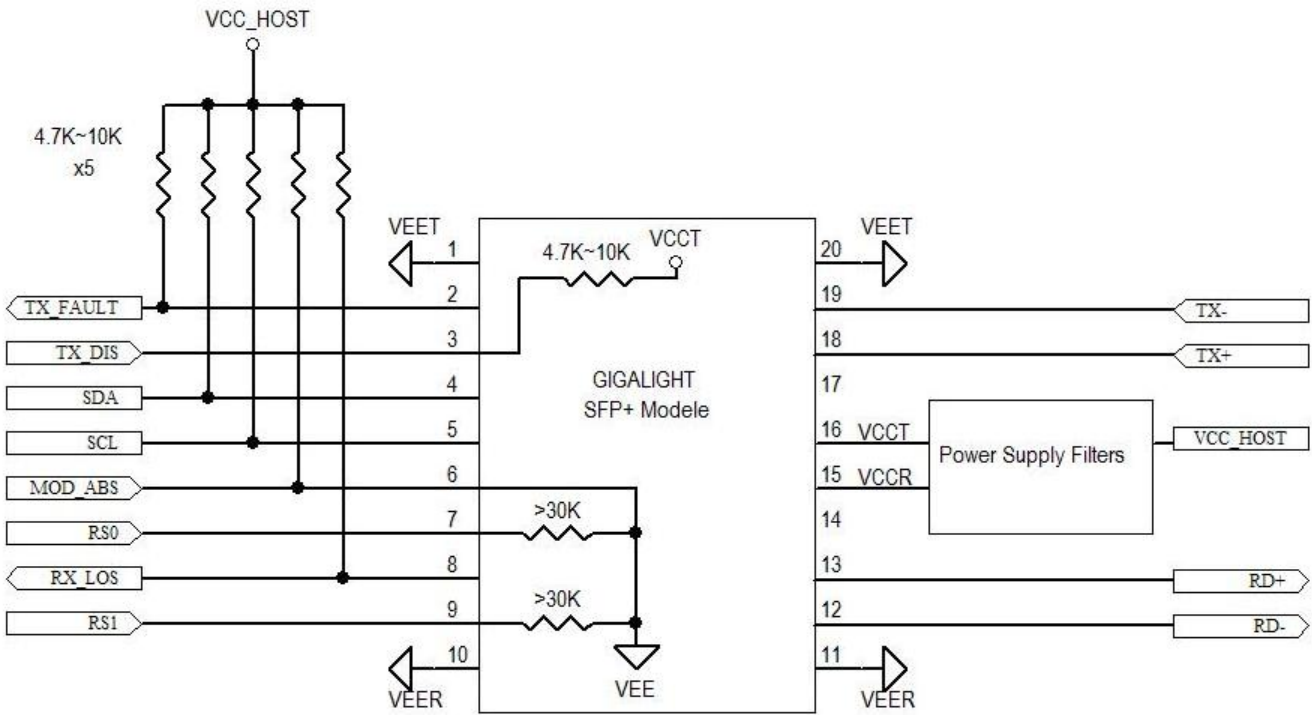 VCC_HOST
4.7K~10K
x5
VEET
1
4.7K~10K
VCCT
20
VEET
TX_FAULT
2
19
TX-
TX_DIS
3
18
TX+
SDA
4
GIGALIGHT
SFP+ Modele
17
SCL
5
16
VCCT
Power Supply Filters
VCC_HOST
MOD_ABS
6
15
VCCR
RS0
7
>30K
14
RX_LOS
8
13
RD+
RS1
9
>30K
12
RD-
10
VEER
VEE
11
VEER